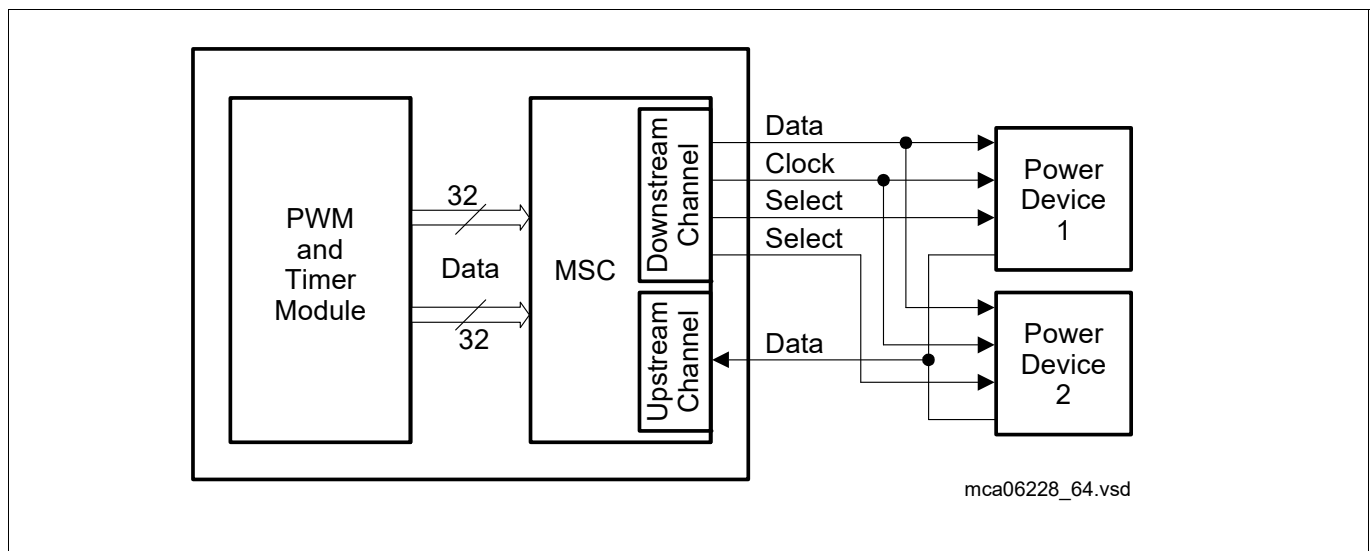 PWM
and
Timer
Module
32
Data
32
MSC
Downstream
Channel
Upstream
Channel
Data
Clock
Select
Select
Data
Power
Device
1
Power
Device
2
mca06228_64.vsd